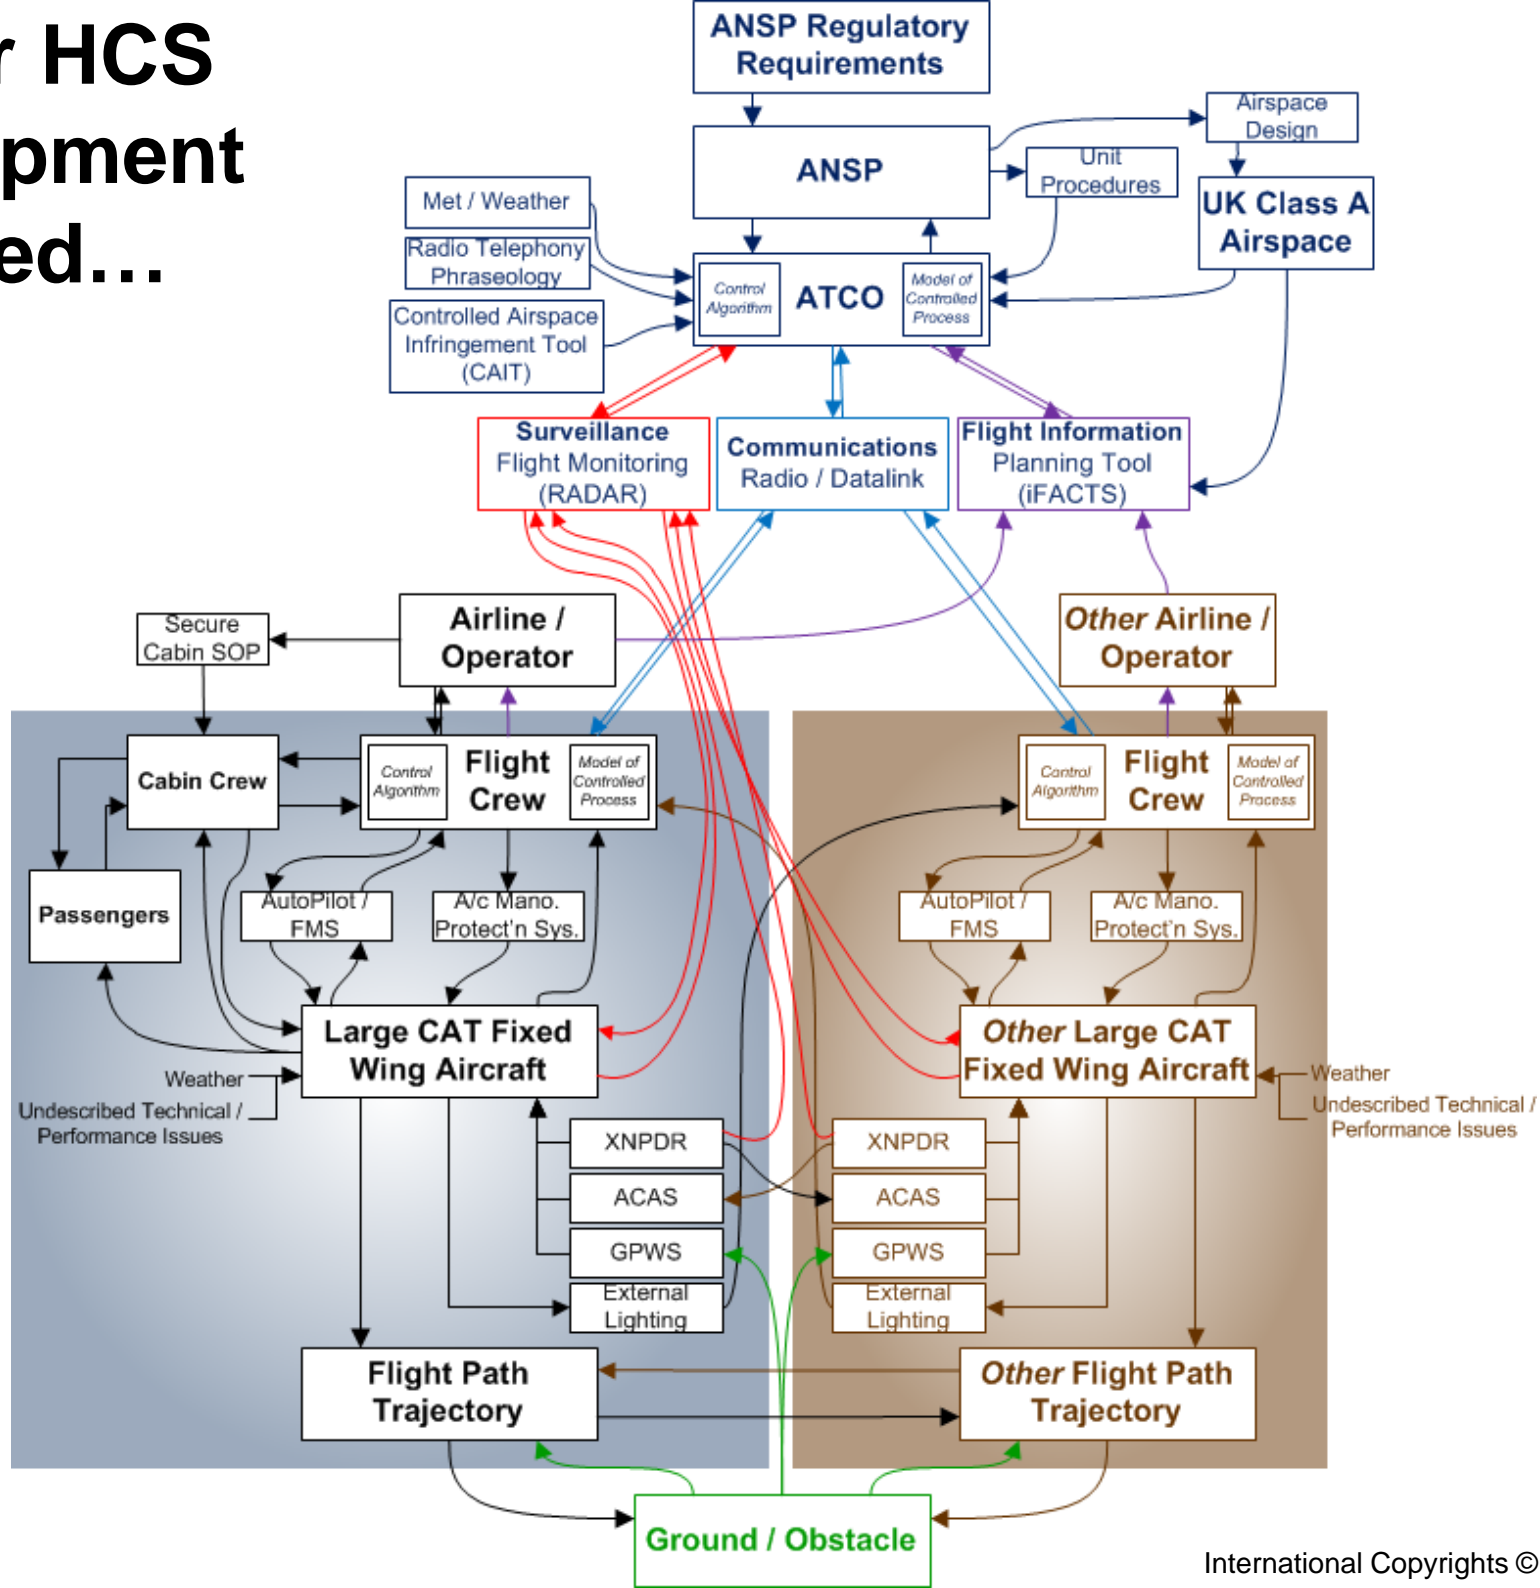 r HCS
pment
ed…
ANSP Regulatory
Requirements
Airspace
Design
ANSP
Unit
Procedures
Met / Weather
UK Class A
Airspace
Radio Telephony
Phraseology
Control
Algorithm
ATCO
Model of
Controlled
Process
Controlled Airspace
Infringement Tool
(CAIT)
Surveillance
Flight Monitoring
(RADAR)
Communications
Radio / Datalink
Flight Information
Planning Tool
(iFACTS)
Secure
Cabin SOP
Airline /
Operator
Other Airline /
Operator
Cabin Crew
Control
Algorithm
Flight
Crew
Model of
Controlled
Process
Control
Algorithm
Flight
Crew
Model of
Controlled
Process
Passengers
AutoPilot /
FMS
A/c Mano.
Protect'n Sys.
AutoPilot /
FMS
A/c Mano.
Protect'n Sys.
Large CAT Fixed
Wing Aircraft
Other Large CAT
Fixed Wing Aircraft
Weather
Undescribed Technical /
Performance Issues
Weather
Undescribed Technical /
Performance Issues
XNPDR
XNPDR
ACAS
ACAS
GPWS
GPWS
External
Lighting
External
Lighting
Flight Path
Trajectory
Other Flight Path
Trajectory
Ground / Obstacle
International Copyrights ©